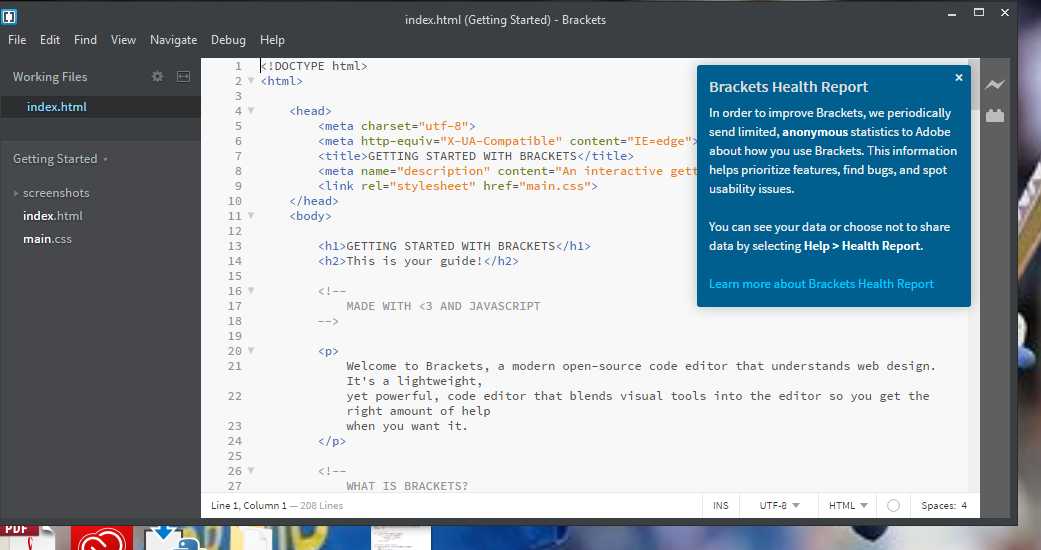 index.html (Getting Started) - Brackets
File Edit Find View Navigate Debug Help
Working Files
index.html
Getting Started
screenshots
index.html
main.css
1 <!DOCTYPE html>
2 <html>
3
4 <head>
5 <meta charset="utf-8">
6 <meta http-equiv="X-UA-Compatible" content="IE=edge">
7 <title>GETTING STARTED WITH BRACKETS</title>
8 <meta name="description" content="An interactive gett
9 <link rel="stylesheet" href="main.css">
10 </head>
11 <body>
12
13 <h1>GETTING STARTED WITH BRACKETS</h1>
14 <h2>This is your guide!</h2>
15
16 <!--
17 MADE WITH <3 AND JAVASCRIPT
18 -->
19
20 <p>
21 Welcome to Brackets, a modern open-source code editor that understands web design.
It's a lightweight,
22 yet powerful, code editor that blends visual tools into the editor so you get the
right amount of help
23 when you want it.
24 </p>
25
26 <!--
27 WHAT IS BRACKETS?
Brackets Health Report
In order to improve Brackets, we periodically
send limited, anonymous statistics to Adobe
about how you use Brackets. This information
helps prioritize features, find bugs, and spot
usability issues.
You can see your data or choose not to share
data by selecting Help > Health Report.
Learn more about Brackets Health Report
Line 1, Column 1 — 208 Lines
INS UTF-8 HTML Spaces: 4
PDF